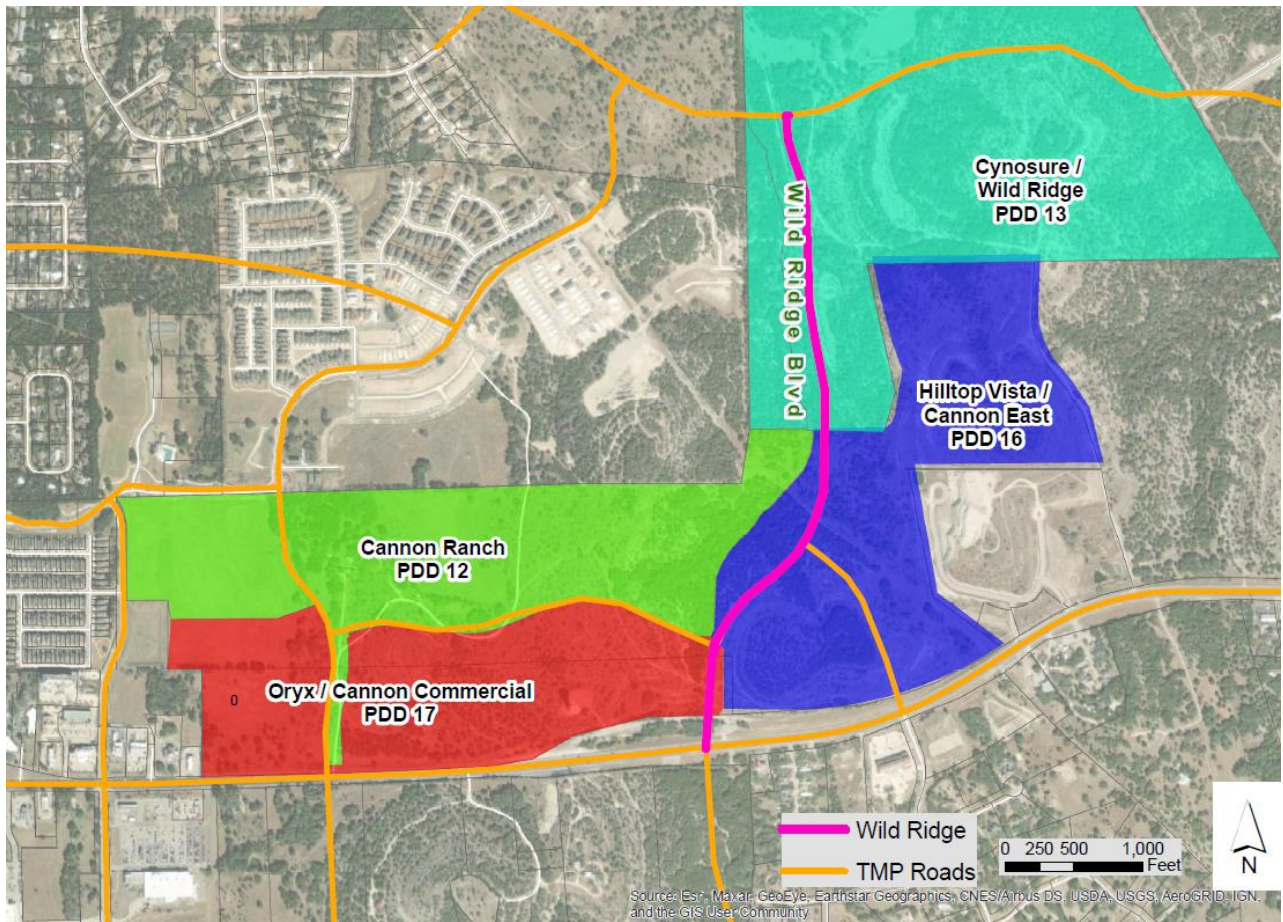 Cynosure /
Wild Ridge
PDD 13
Wild Ridge Blvd
Hilltop Vista /
Cannon East
PDD 16
Cannon Ranch
PDD 12
Oryx / Cannon Commercial
PDD 17
0
Wild Ridge
TMP Roads
0 250 500 1,000
Feet
N
Source: Esri, Maxar, GeoEye, Earthstar Geographics, CNES/Airbus DS, USDA, USGS, AeroGRID, IGN,
and the GIS User Community